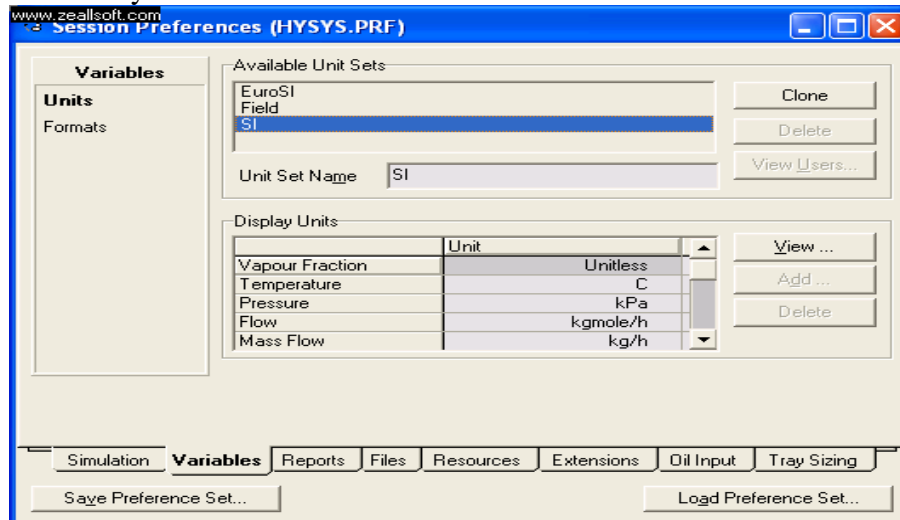 www.zeallsoft.com
Session Preferences (HYSYS.PRF)
Variables
Units
Formats
Available Unit Sets
EuroSI
Field
SI
Unit Set Name SI
Clone
Delete
View Users...
Display Units
Unit
Vapour Fraction Unitless
Temperature C
Pressure kPa
Flow kgmole/h
Mass Flow kg/h
View ...
Add ...
Delete
Simulation Variables Reports Files Resources Extensions Oil Input Tray Sizing
Save Preference Set... Load Preference Set...